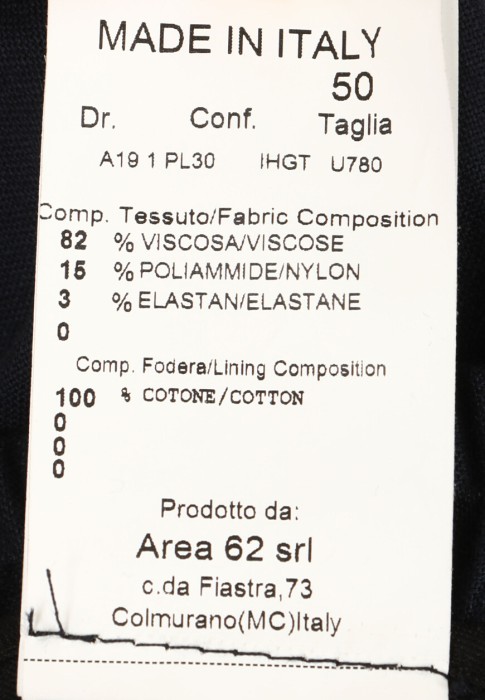 MADE IN ITALY
50
Dr. Conf. Taglia
A19 1 PL30 IHGT U780
Comp. Tessuto/Fabric Composition
82 % VISCOSA/VISCOSE
15 % POLIAMMIDE/NYLON
3 % ELASTAN/ELASTANE
0
Comp. Fodera/Lining Composition
100 % COTONE/COTTON
0
0
0
Prodotto da:
Area 62 srl
c.da Fiastra,73
Colmurano(MC)Italy